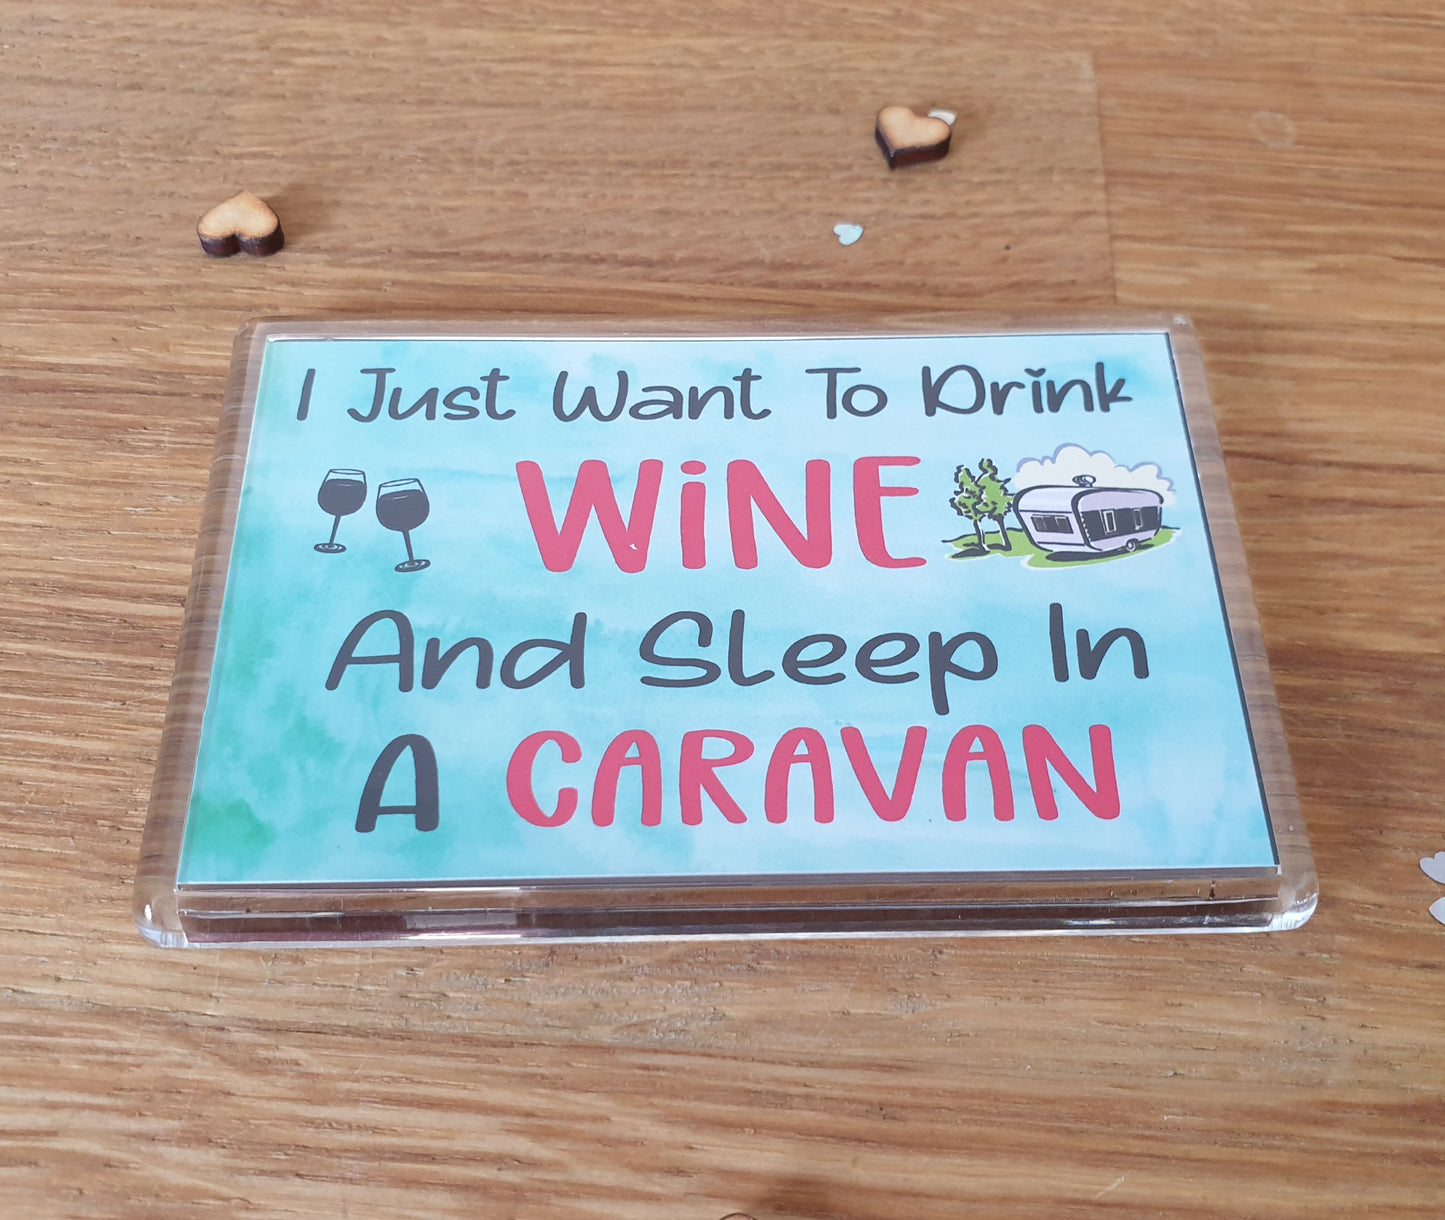 I Just Want To Drink
WiNE
And Sleep In
A CARAVAN